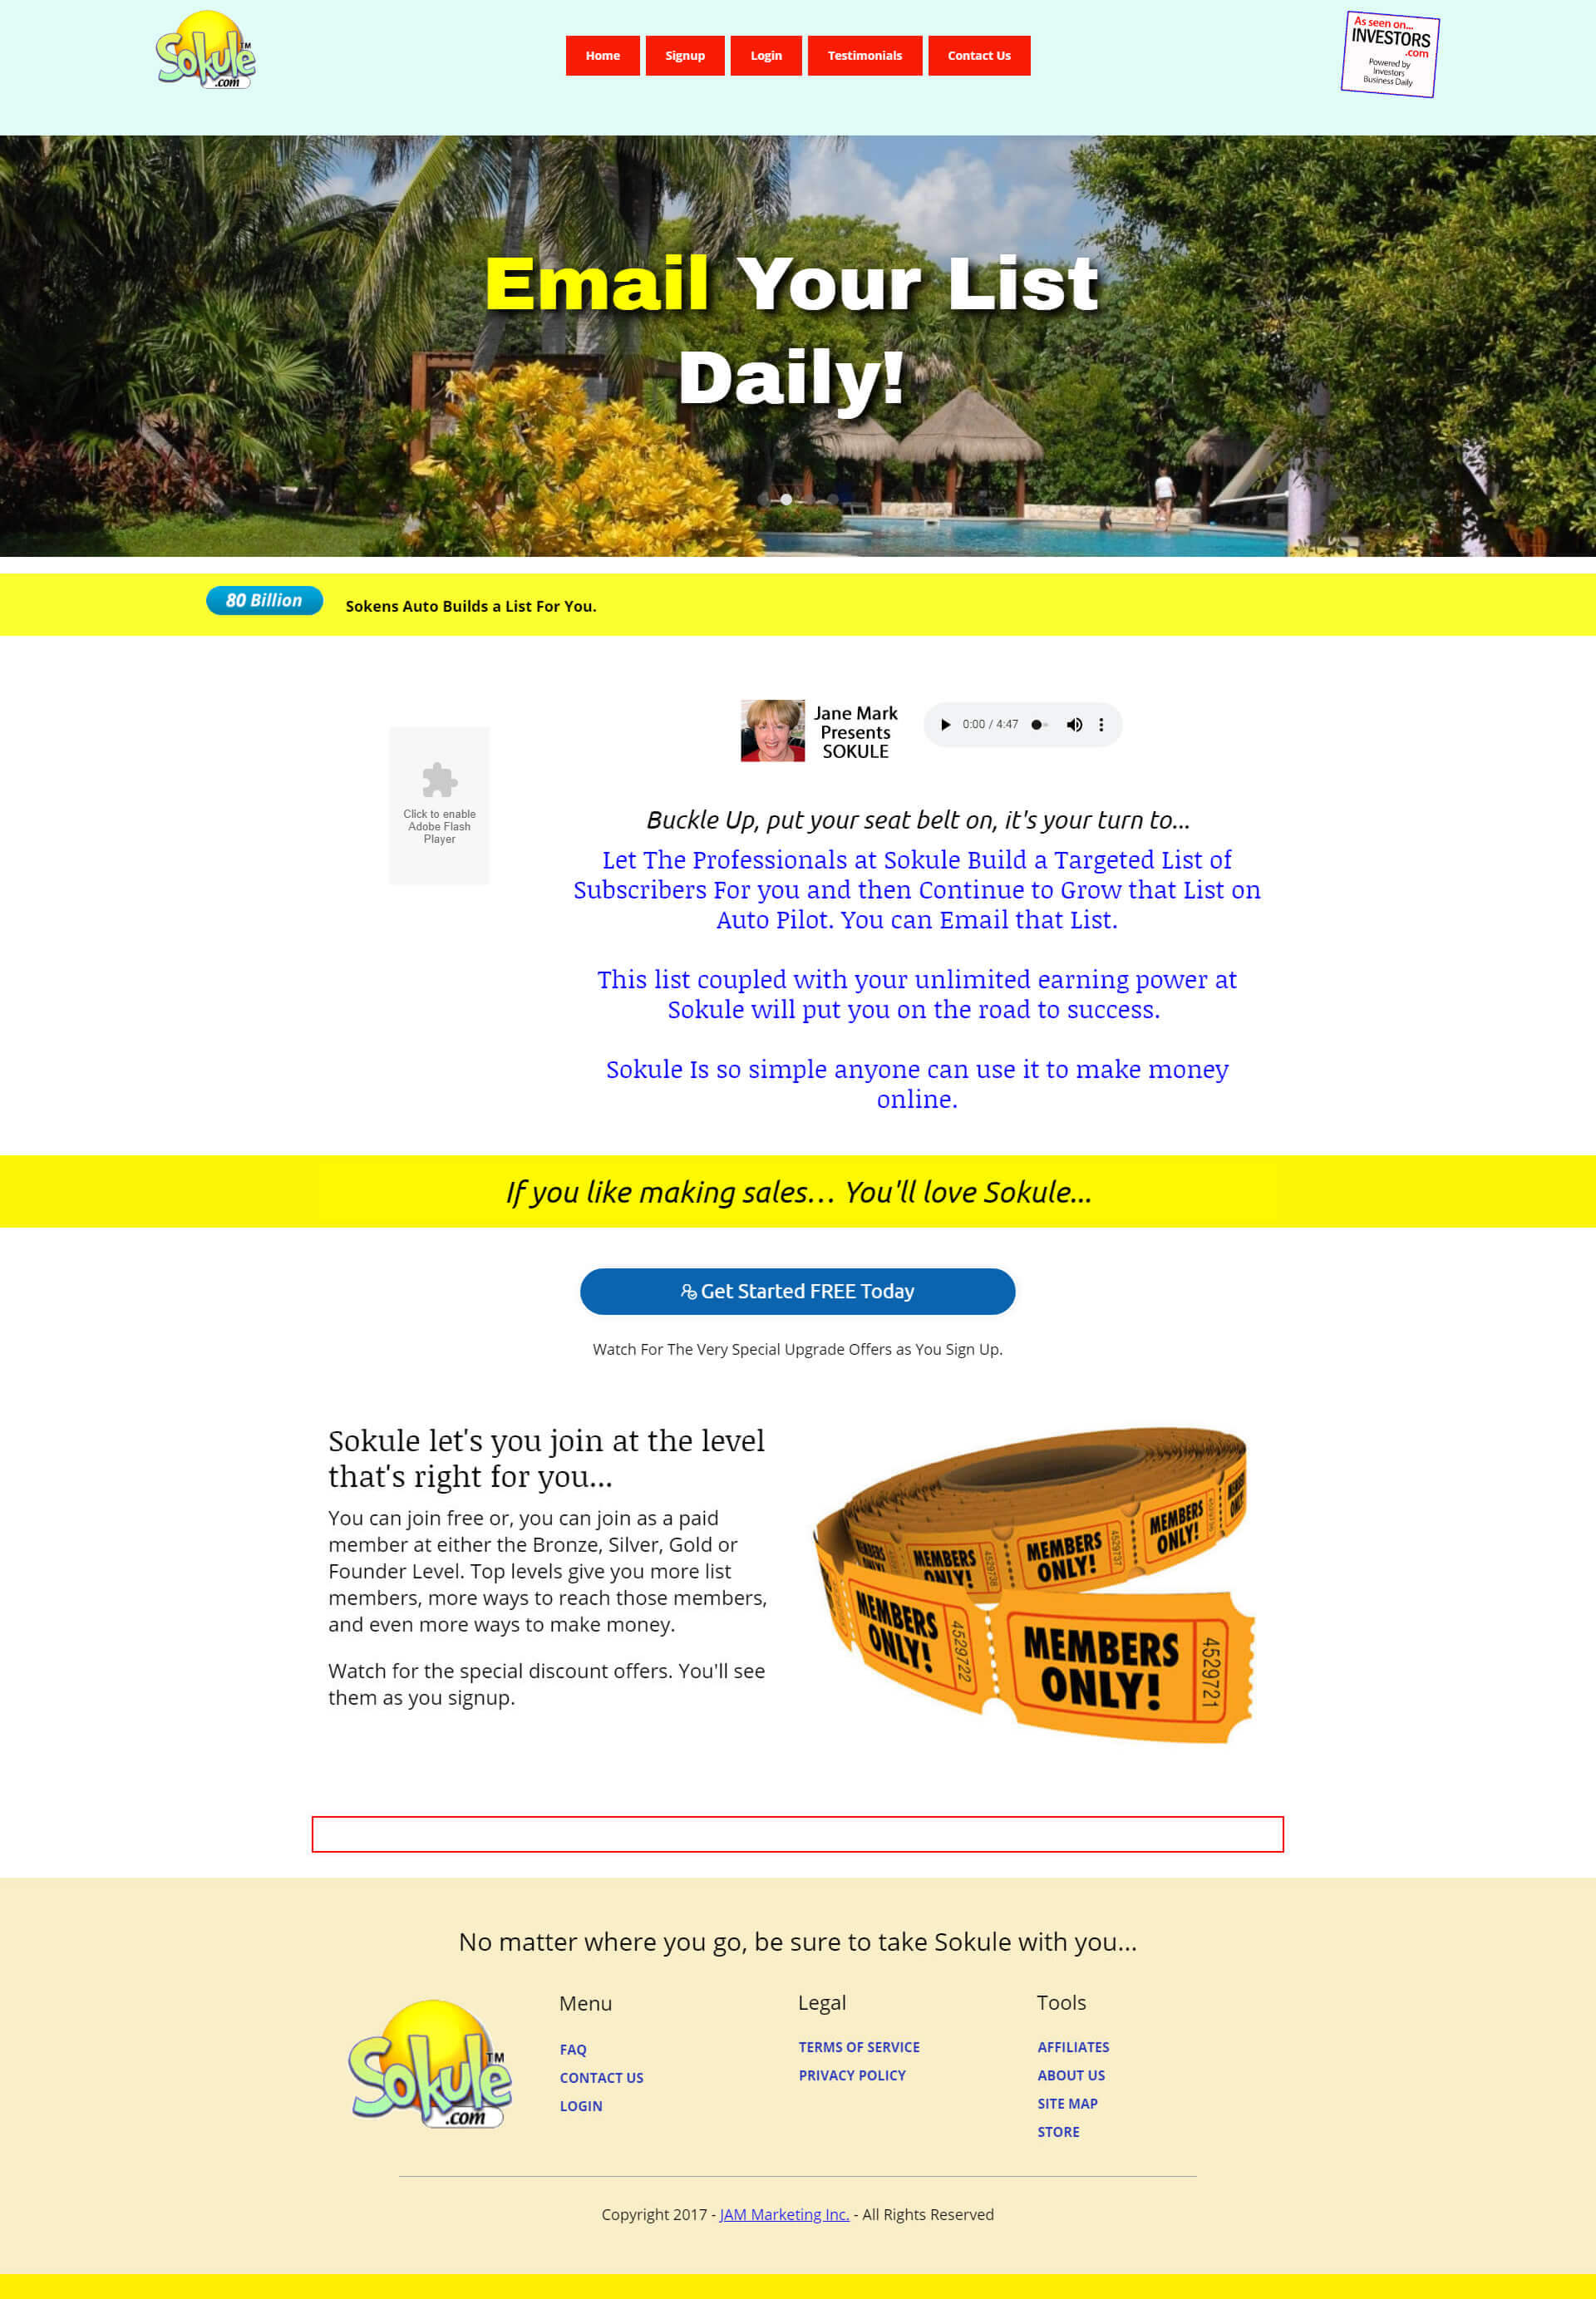 Sokule™
.com
Home
Signup
Login
Testimonials
Contact Us
As seen on...
INVESTORS
.com
Powered by
Investors
Business Daily
Email Your List
Daily!
80 Billion
Sokens Auto Builds a List For You.
Jane Mark
Presents
SOKULE
0:00 / 4:47
Click to enable
Adobe Flash
Player
Buckle Up, put your seat belt on, it's your turn to...
Let The Professionals at Sokule Build a Targeted List of
Subscribers For you and then Continue to Grow that List on
Auto Pilot. You can Email that List.
This list coupled with your unlimited earning power at
Sokule will put you on the road to success.
Sokule Is so simple anyone can use it to make money
online.
If you like making sales… You'll love Sokule...
Get Started FREE Today
Watch For The Very Special Upgrade Offers as You Sign Up.
Sokule let's you join at the level
that's right for you...
You can join free or, you can join as a paid
member at either the Bronze, Silver, Gold or
Founder Level. Top levels give you more list
members, more ways to reach those members,
and even more ways to make money.
Watch for the special discount offers. You'll see
them as you signup.
MEMBERS
ONLY!
4529738
MEMBERS
ONLY!
4529737
MEMBERS
ONLY!
MEMBERS
ONLY!
4529722
MEMBERS
ONLY!
4529721
No matter where you go, be sure to take Sokule with you...
Sokule™
.com
Menu
FAQ
CONTACT US
LOGIN
Legal
TERMS OF SERVICE
PRIVACY POLICY
Tools
AFFILIATES
ABOUT US
SITE MAP
STORE
Copyright 2017 - JAM Marketing Inc. - All Rights Reserved